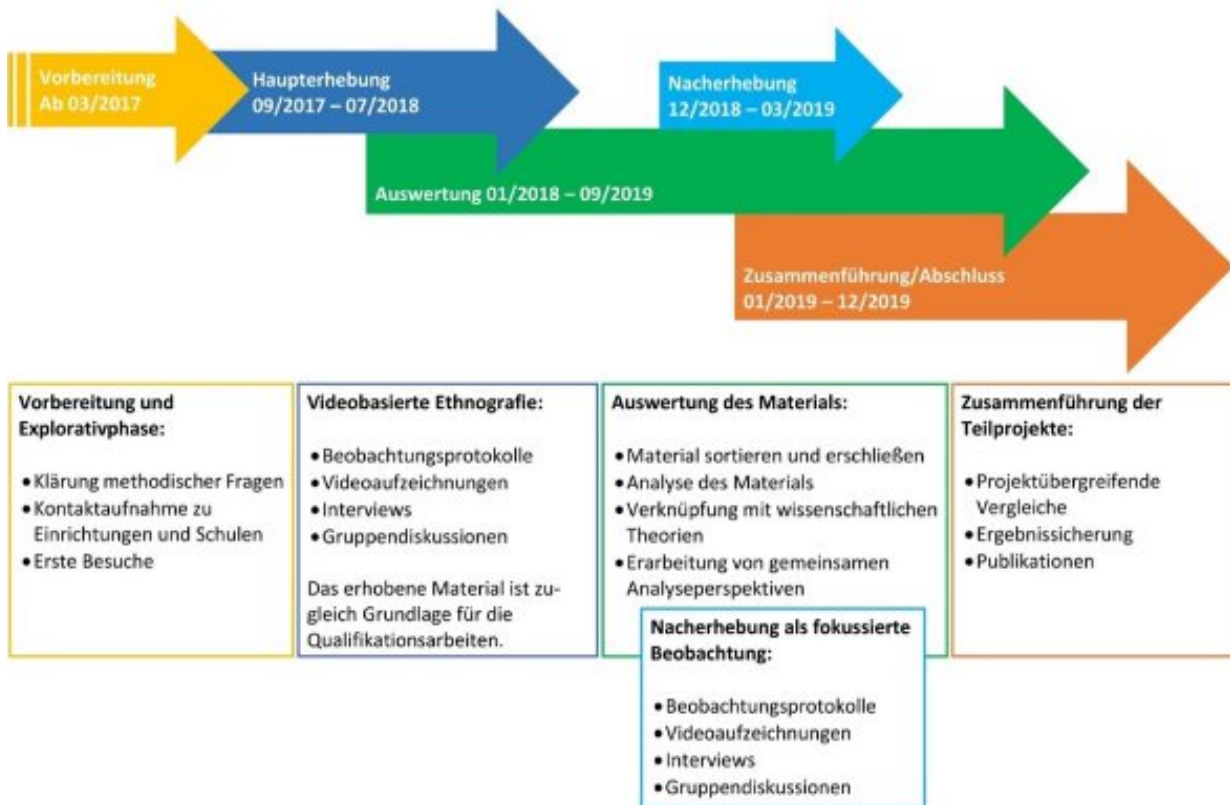 Vorbereitung
Ab 03/2017
Haupterhebung
09/2017 – 07/2018
Nacherhebung
12/2018 – 03/2019
Auswertung 01/2018 – 09/2019
Zusammenführung/Abschluss
01/2019 – 12/2019
Vorbereitung und
Explorativphase:
• Klärung methodischer Fragen
• Kontaktaufnahme zu
Einrichtungen und Schulen
• Erste Besuche
Videobasierte Ethnografie:
• Beobachtungsprotokolle
• Videoaufzeichnungen
• Interviews
• Gruppendiskussionen
Das erhobene Material ist zu-
gleich Grundlage für die
Qualifikationsarbeiten.
Auswertung des Materials:
• Material sortieren und erschließen
• Analyse des Materials
• Verknüpfung mit wissenschaftlichen
Theorien
• Erarbeitung von gemeinsamen
Analyseperspektiven
Nacherhebung als fokussierte
Beobachtung:
• Beobachtungsprotokolle
• Videoaufzeichnungen
• Interviews
• Gruppendiskussionen
Zusammenführung der
Teilprojekte:
• Projektübergreifende
Vergleiche
• Ergebnissicherung
• Publikationen